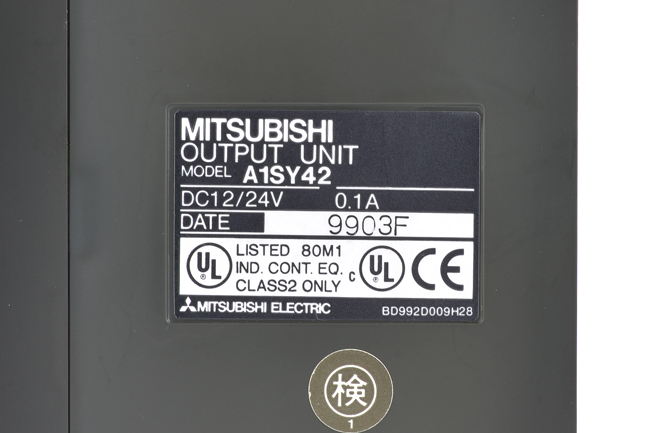 MITSUBISHI
OUTPUT UNIT
MODEL A1SY42
DC12/24V 0.1A
DATE 9903F
UL LISTED 80M1 c UL CE
IND. CONT. EQ.
CLASS2 ONLY
MITSUBISHI ELECTRIC BD992D009H28
検
1